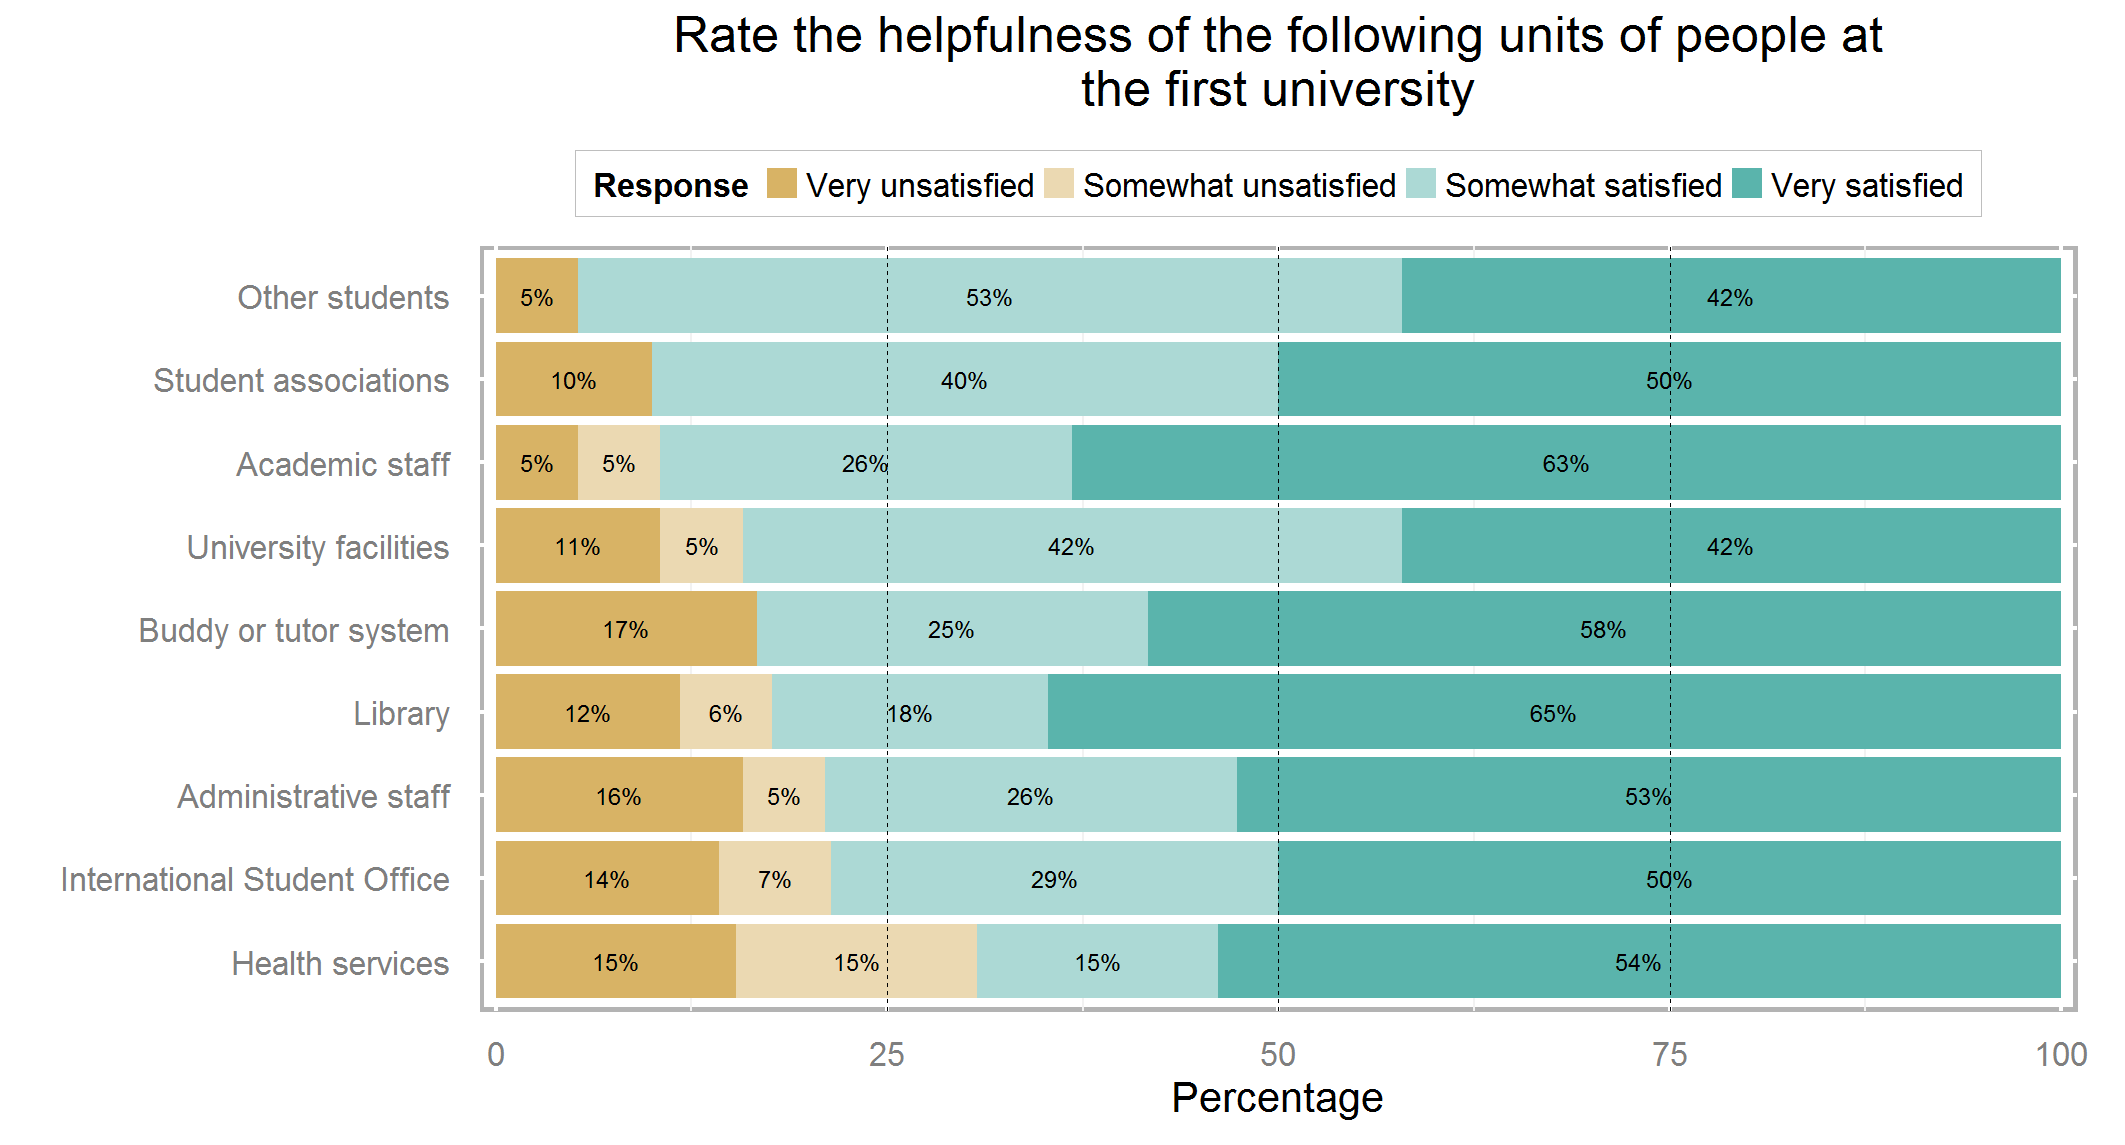 Rate the helpfulness of the following units of people at
the first university
Response Very unsatisfied Somewhat unsatisfied Somewhat satisfied Very satisfied
Other students 5% 53% 42%
Student associations 10% 40% 50%
Academic staff 5% 5% 26% 63%
University facilities 11% 5% 42% 42%
Buddy or tutor system 17% 25% 58%
Library 12% 6% 18% 65%
Administrative staff 16% 5% 26% 53%
International Student Office 14% 7% 29% 50%
Health services 15% 15% 15% 54%
0 25 50 75 100
Percentage